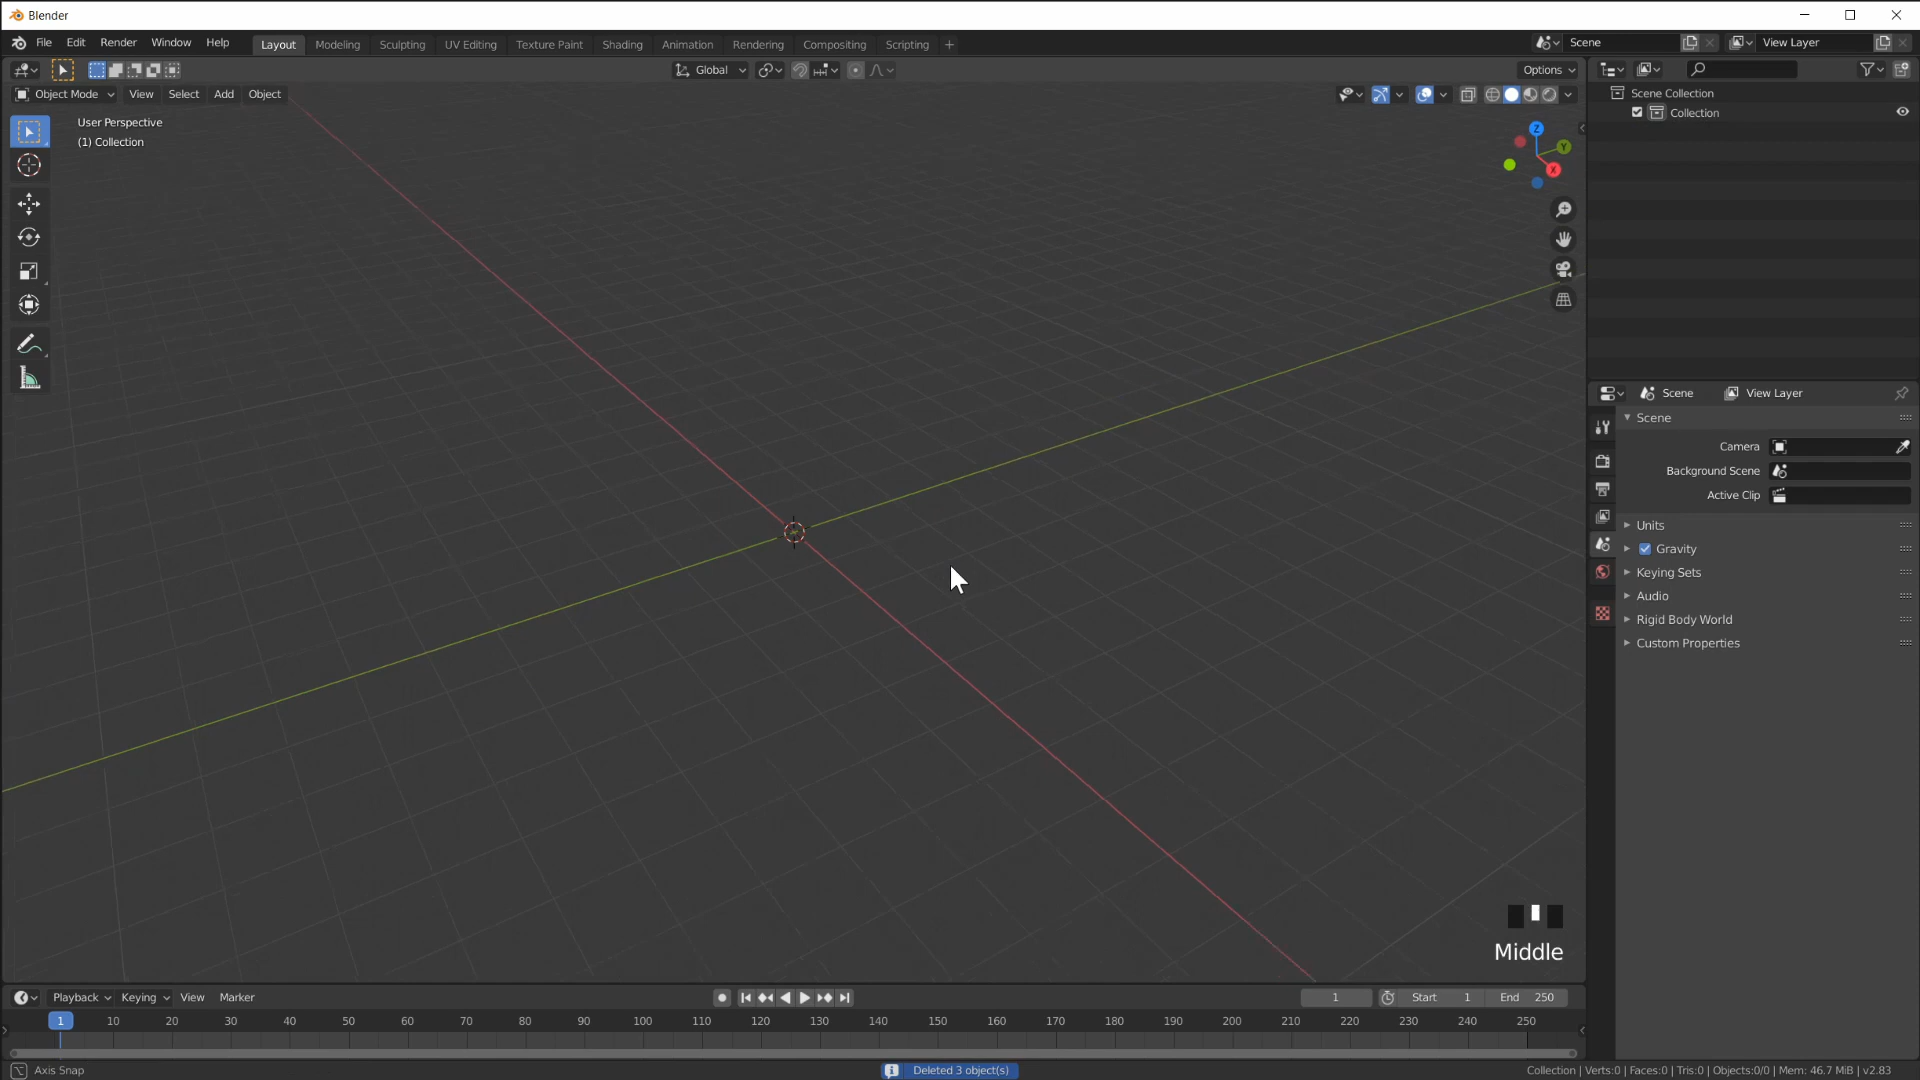 Blender
File Edit Render Window Help Layout Modeling Sculpting UV Editing Texture Paint Shading Animation Rendering Compositing Scripting + Scene View Layer
Global Options
Object Mode View Select Add Object
User Perspective
(1) Collection
Z
Y
X
Scene Collection
Collection
Scene View Layer
Scene
Camera
Background Scene
Active Clip
Units
Gravity
Keying Sets
Audio
Rigid Body World
Custom Properties
Middle
Playback Keying View Marker 1 Start 1 End 250
1 10 20 30 40 50 60 70 80 90 100 110 120 130 140 150 160 170 180 190 200 210 220 230 240 250
Axis Snap Deleted 3 object(s) Collection | Verts:0 | Faces:0 | Tris:0 | Objects:0/0 | Mem: 46.7 MiB | v2.83